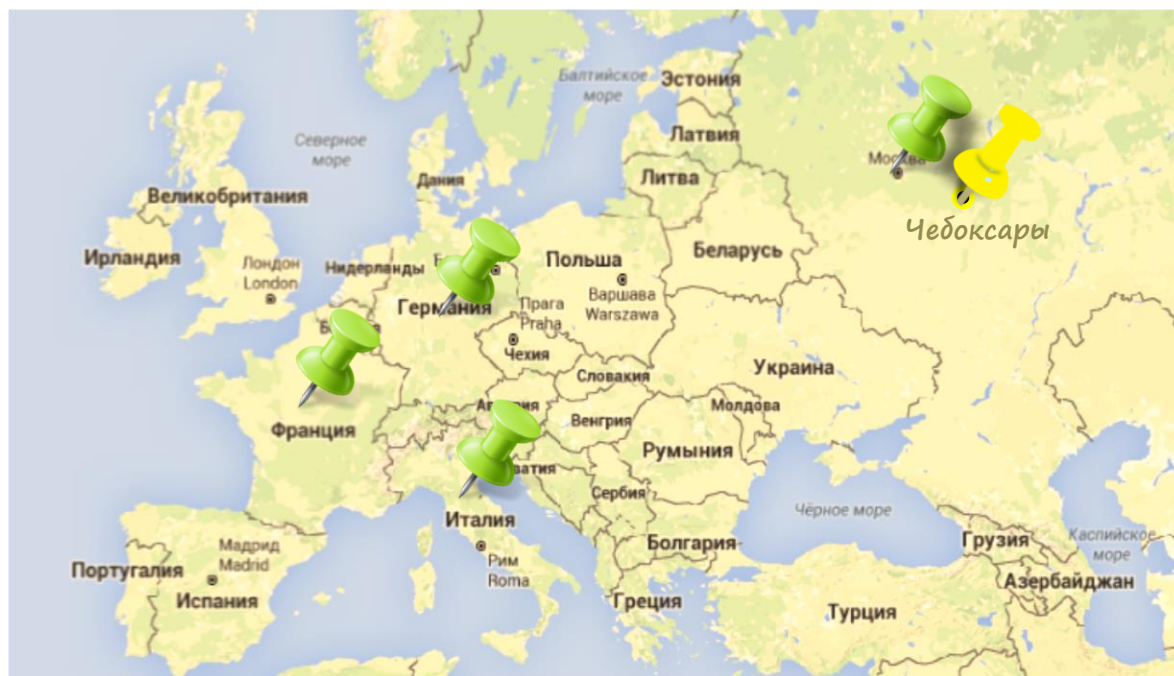 Балтийское
море
Эстония
Северное
море
Латвия
Москва
Дания
Литва
Великобритания
Чебоксары
Ирландия
Лондон
London
Нидерланды
Польша
Беларусь
Германия
Варшава
Warszawa
Прага
Praha
Чехия
Украина
Словакия
Молдова
Франция
Венгрия
Румыния
Сербия
Италия
Чёрное море
Рим
Roma
Мадрид
Madrid
Португалия
Испания
Болгария
Грузия
Каспийское
море
Азербайджан
Греция
Турция